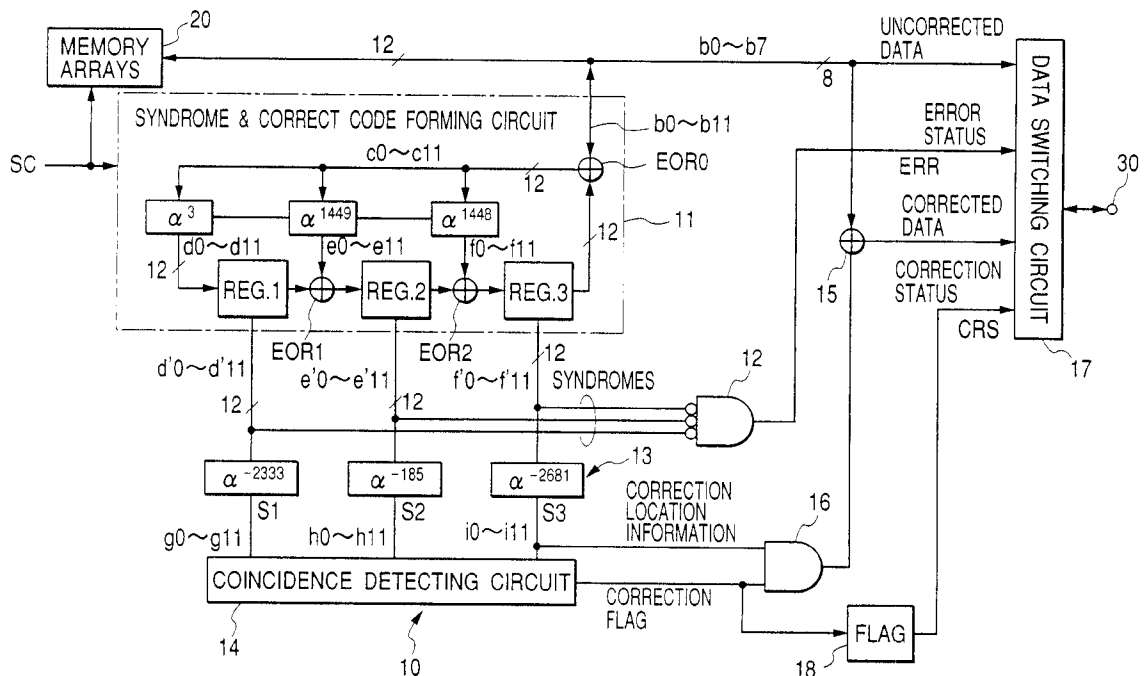 20
MEMORY
ARRAYS
12
b0~b7
8
UNCORRECTED
DATA
SYNDROME & CORRECT CODE FORMING CIRCUIT
b0~b11
ERROR
STATUS
ERR
DATA SWITCHING CIRCUIT
SC
c0~c11
12
EOR0
30
α³
α¹⁴⁴⁹
α¹⁴⁴⁸
12
11
CORRECTED
DATA
d0~d11
e0~e11
f0~f11
12
15
REG.1
REG.2
REG.3
CORRECTION
STATUS
CRS
EOR1
EOR2
12
17
d'0~d'11
e'0~e'11
f'0~f'11
SYNDROMES
12
12
12
α⁻²³³³
α⁻¹⁸⁵
α⁻²⁶⁸¹
13
S1
S2
S3
CORRECTION
LOCATION
INFORMATION
16
g0~g11
h0~h11
i0~i11
COINCIDENCE DETECTING CIRCUIT
CORRECTION
FLAG
14
10
FLAG
18